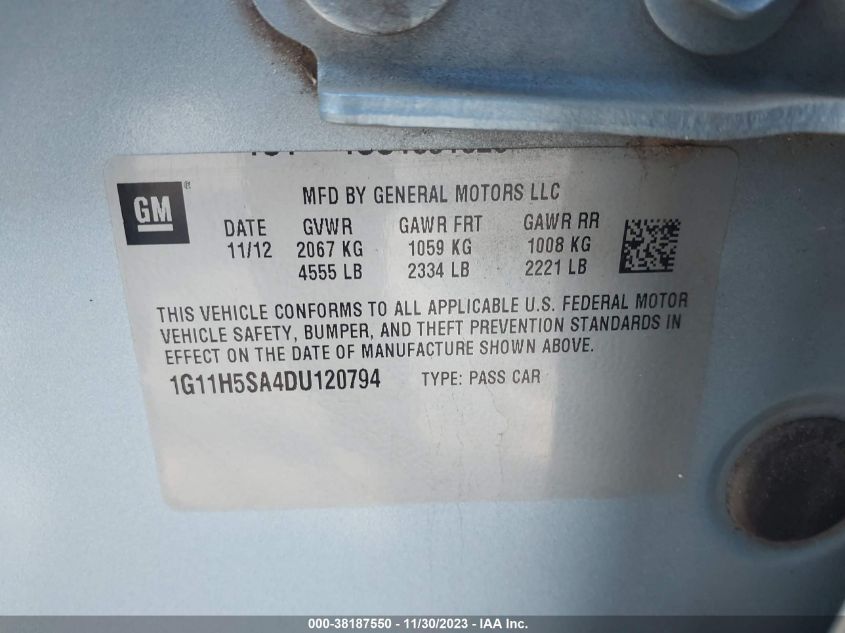 MFD BY GENERAL MOTORS LLC
GM ®
DATE GVWR GAWR FRT GAWR RR
11/12 2067 KG 1059 KG 1008 KG
4555 LB 2334 LB 2221 LB
THIS VEHICLE CONFORMS TO ALL APPLICABLE U.S. FEDERAL MOTOR
VEHICLE SAFETY, BUMPER, AND THEFT PREVENTION STANDARDS IN
EFFECT ON THE DATE OF MANUFACTURE SHOWN ABOVE.
1G11H5SA4DU120794 TYPE: PASS CAR
000-38187550 - 11/30/2023 - IAA Inc.